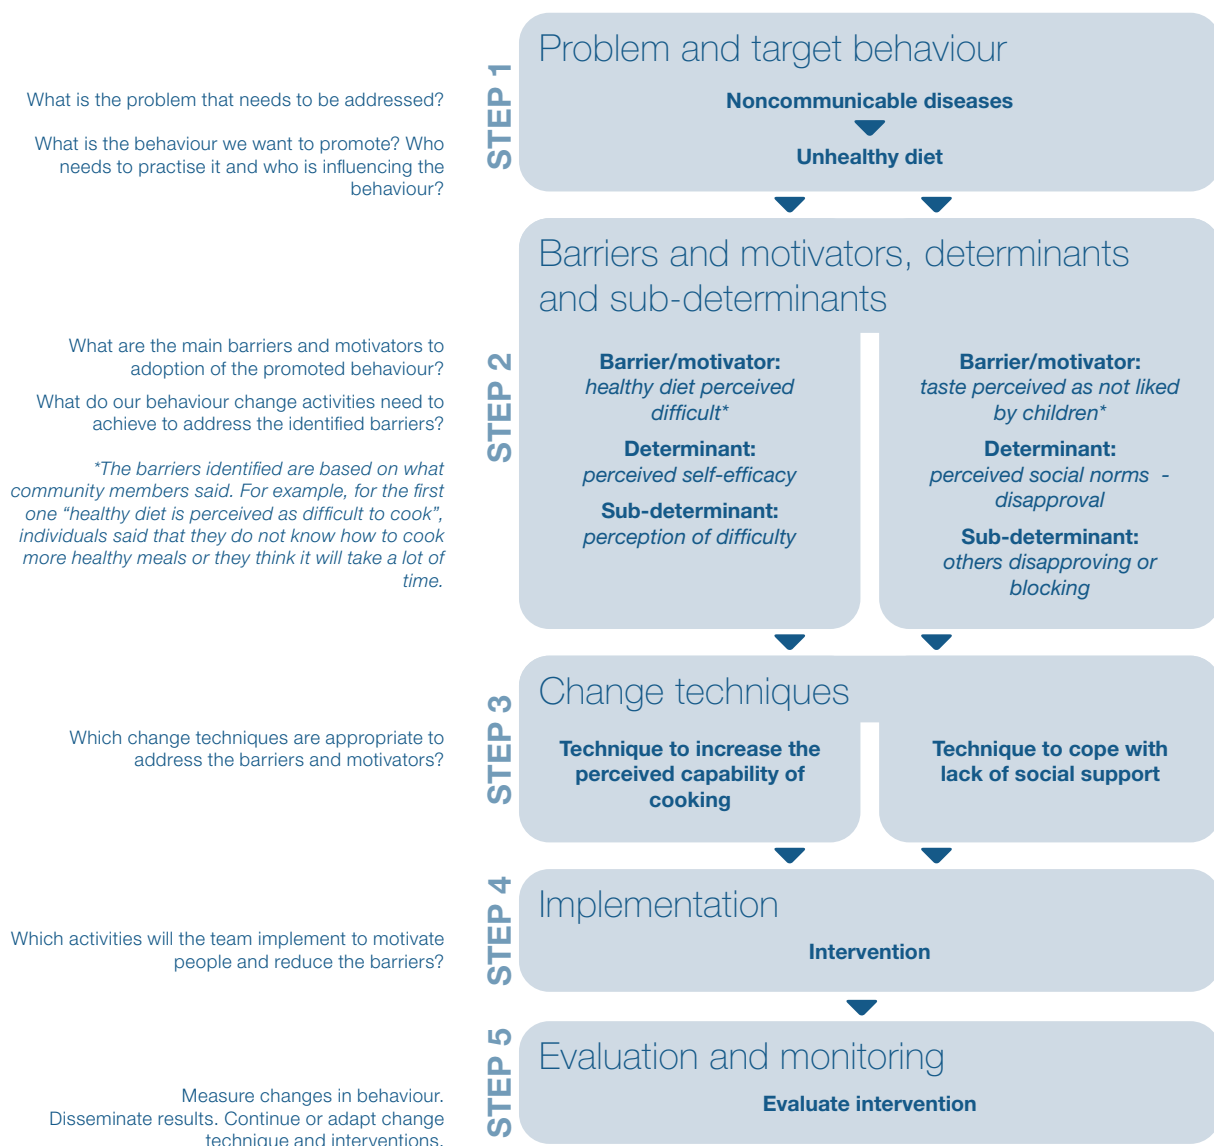 STEP 1
Problem and target behaviour
What is the problem that needs to be addressed?
Noncommunicable diseases
What is the behaviour we want to promote? Who
needs to practise it and who is influencing the
behaviour?
Unhealthy diet
STEP 2
Barriers and motivators, determinants
and sub-determinants
What are the main barriers and motivators to
adoption of the promoted behaviour?
What do our behaviour change activities need to
achieve to address the identified barriers?
*The barriers identified are based on what
community members said. For example, for the first
one “healthy diet is perceived as difficult to cook”,
individuals said that they do not know how to cook
more healthy meals or they think it will take a lot of
time.
Barrier/motivator:
healthy diet perceived
difficult*
Determinant:
perceived self-efficacy
Sub-determinant:
perception of difficulty
Barrier/motivator:
taste perceived as not liked
by children*
Determinant:
perceived social norms -
disapproval
Sub-determinant:
others disapproving or
blocking
STEP 3
Change techniques
Which change techniques are appropriate to
address the barriers and motivators?
Technique to increase the
perceived capability of
cooking
Technique to cope with
lack of social support
STEP 4
Implementation
Which activities will the team implement to motivate
people and reduce the barriers?
Intervention
STEP 5
Evaluation and monitoring
Measure changes in behaviour.
Disseminate results. Continue or adapt change
technique and interventions.
Evaluate intervention